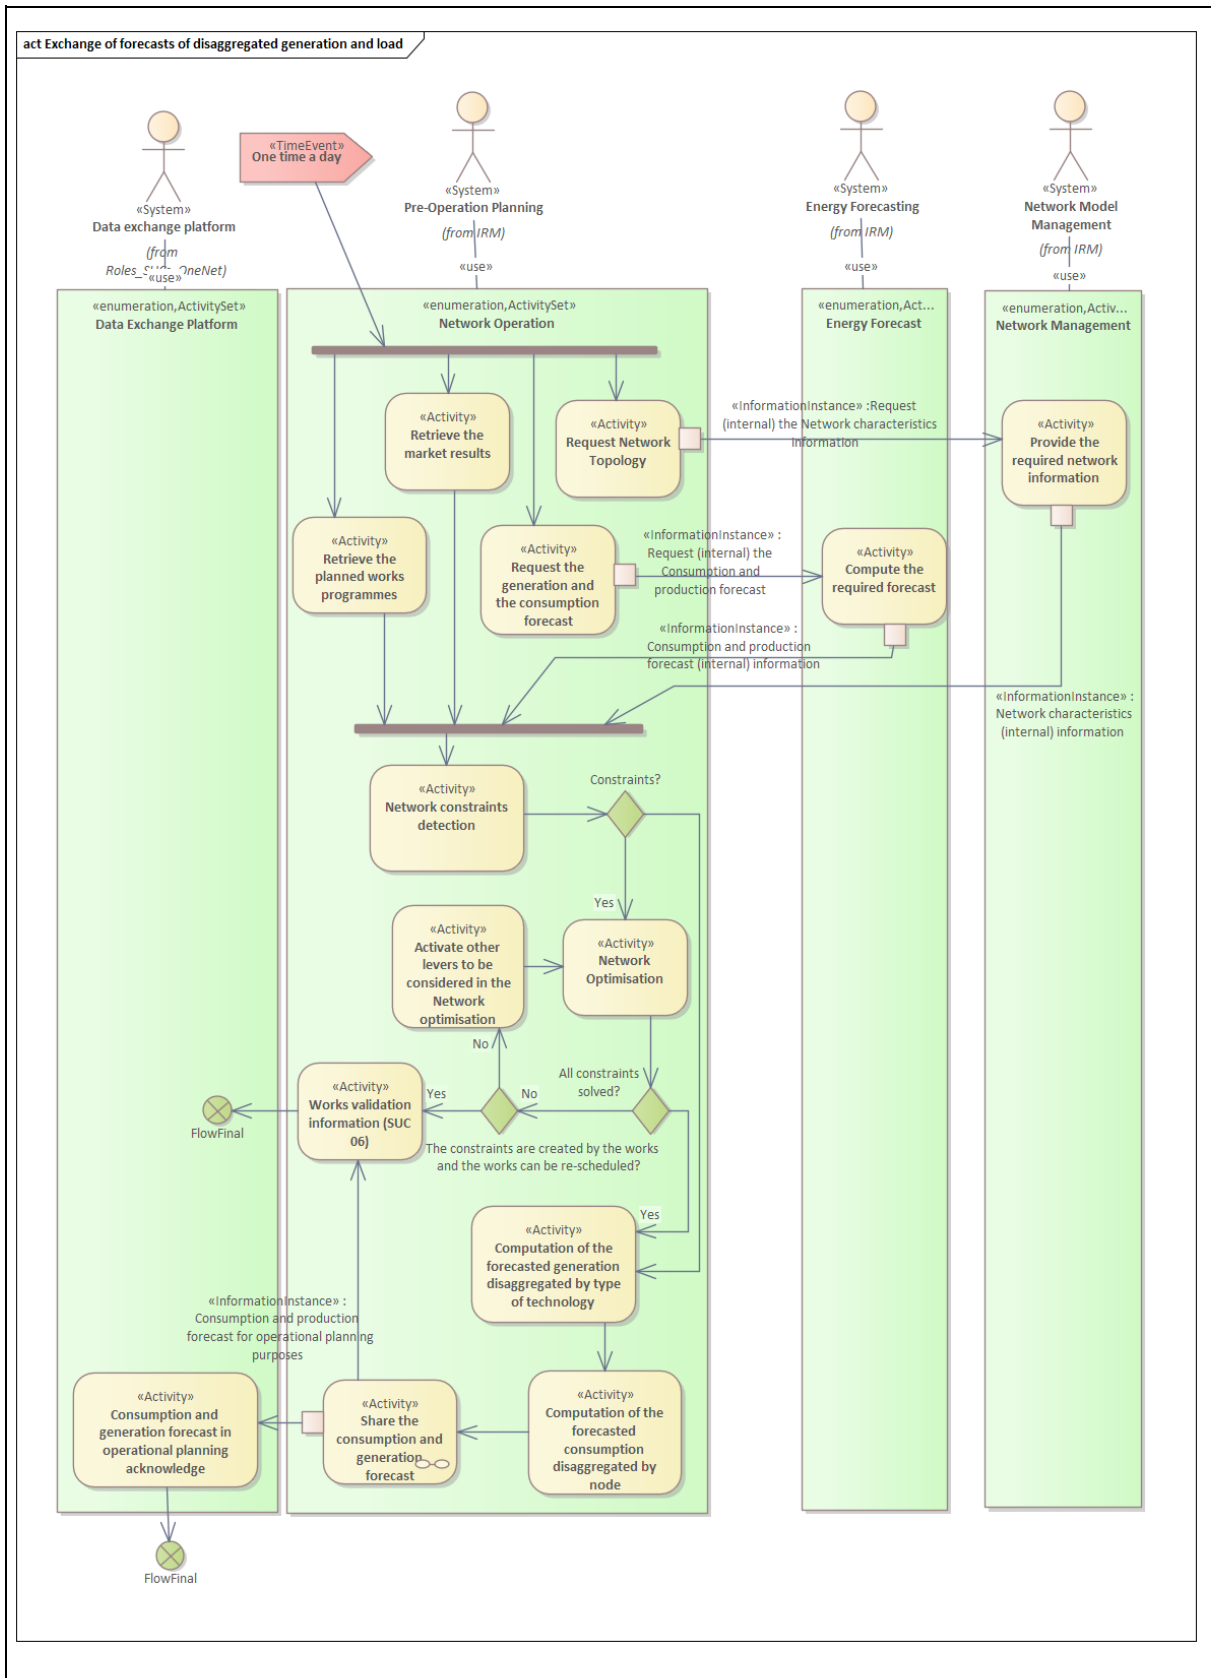 act Exchange of forecasts of disaggregated generation and load
«TimeEvent»
One time a day
«System»
Data exchange platform
(from
Roles_SUCs_OneNet)
«use»
«System»
Pre-Operation Planning
(from IRM)
«use»
«System»
Energy Forecasting
(from IRM)
«use»
«System»
Network Model
Management
(from IRM)
«use»
«enumeration,ActivitySet»
Data Exchange Platform
«enumeration,ActivitySet»
Network Operation
«enumeration,Act...
Energy Forecast
«enumeration,Activ...
Network Management
«Activity»
Retrieve the
market results
«Activity»
Request Network
Topology
«InformationInstance» :Request
(internal) the Network characteristics
information
«Activity»
Provide the
required network
information
«Activity»
Retrieve the
planned works
programmes
«Activity»
Request the
generation and
the consumption
forecast
«InformationInstance» :
Request (internal) the
Consumption and
production forecast
«Activity»
Compute the
required forecast
«InformationInstance» :
Consumption and production
forecast (internal) information
«InformationInstance» :
Network characteristics
(internal) information
«Activity»
Network constraints
detection
Constraints?
Yes
«Activity»
Activate other
levers to be
considered in the
Network
optimisation
«Activity»
Network
Optimisation
No
All constraints
solved?
«Activity»
Works validation
information (SUC
06)
Yes
No
FlowFinal
The constraints are created by the works
and the works can be re-scheduled?
Yes
«Activity»
Computation of the
forecasted generation
disaggregated by type
of technology
«InformationInstance» :
Consumption and production
forecast for operational planning
purposes
«Activity»
Consumption and
generation forecast in
operational planning
acknowledge
«Activity»
Share the
consumption and
generation
forecast
«Activity»
Computation of the
forecasted
consumption
disaggregated by
node
FlowFinal